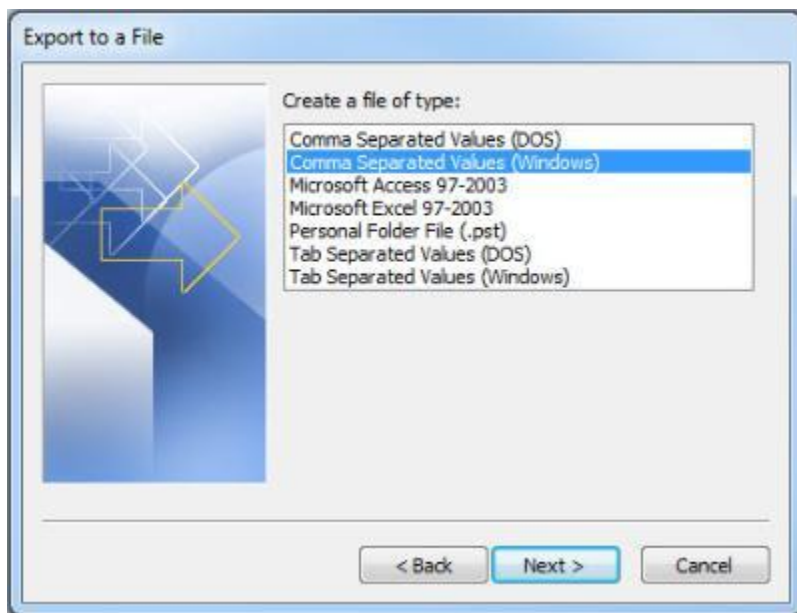 Export to a File
Create a file of type:
Comma Separated Values (DOS)
Comma Separated Values (Windows)
Microsoft Access 97-2003
Microsoft Excel 97-2003
Personal Folder File (.pst)
Tab Separated Values (DOS)
Tab Separated Values (Windows)
< Back Next > Cancel